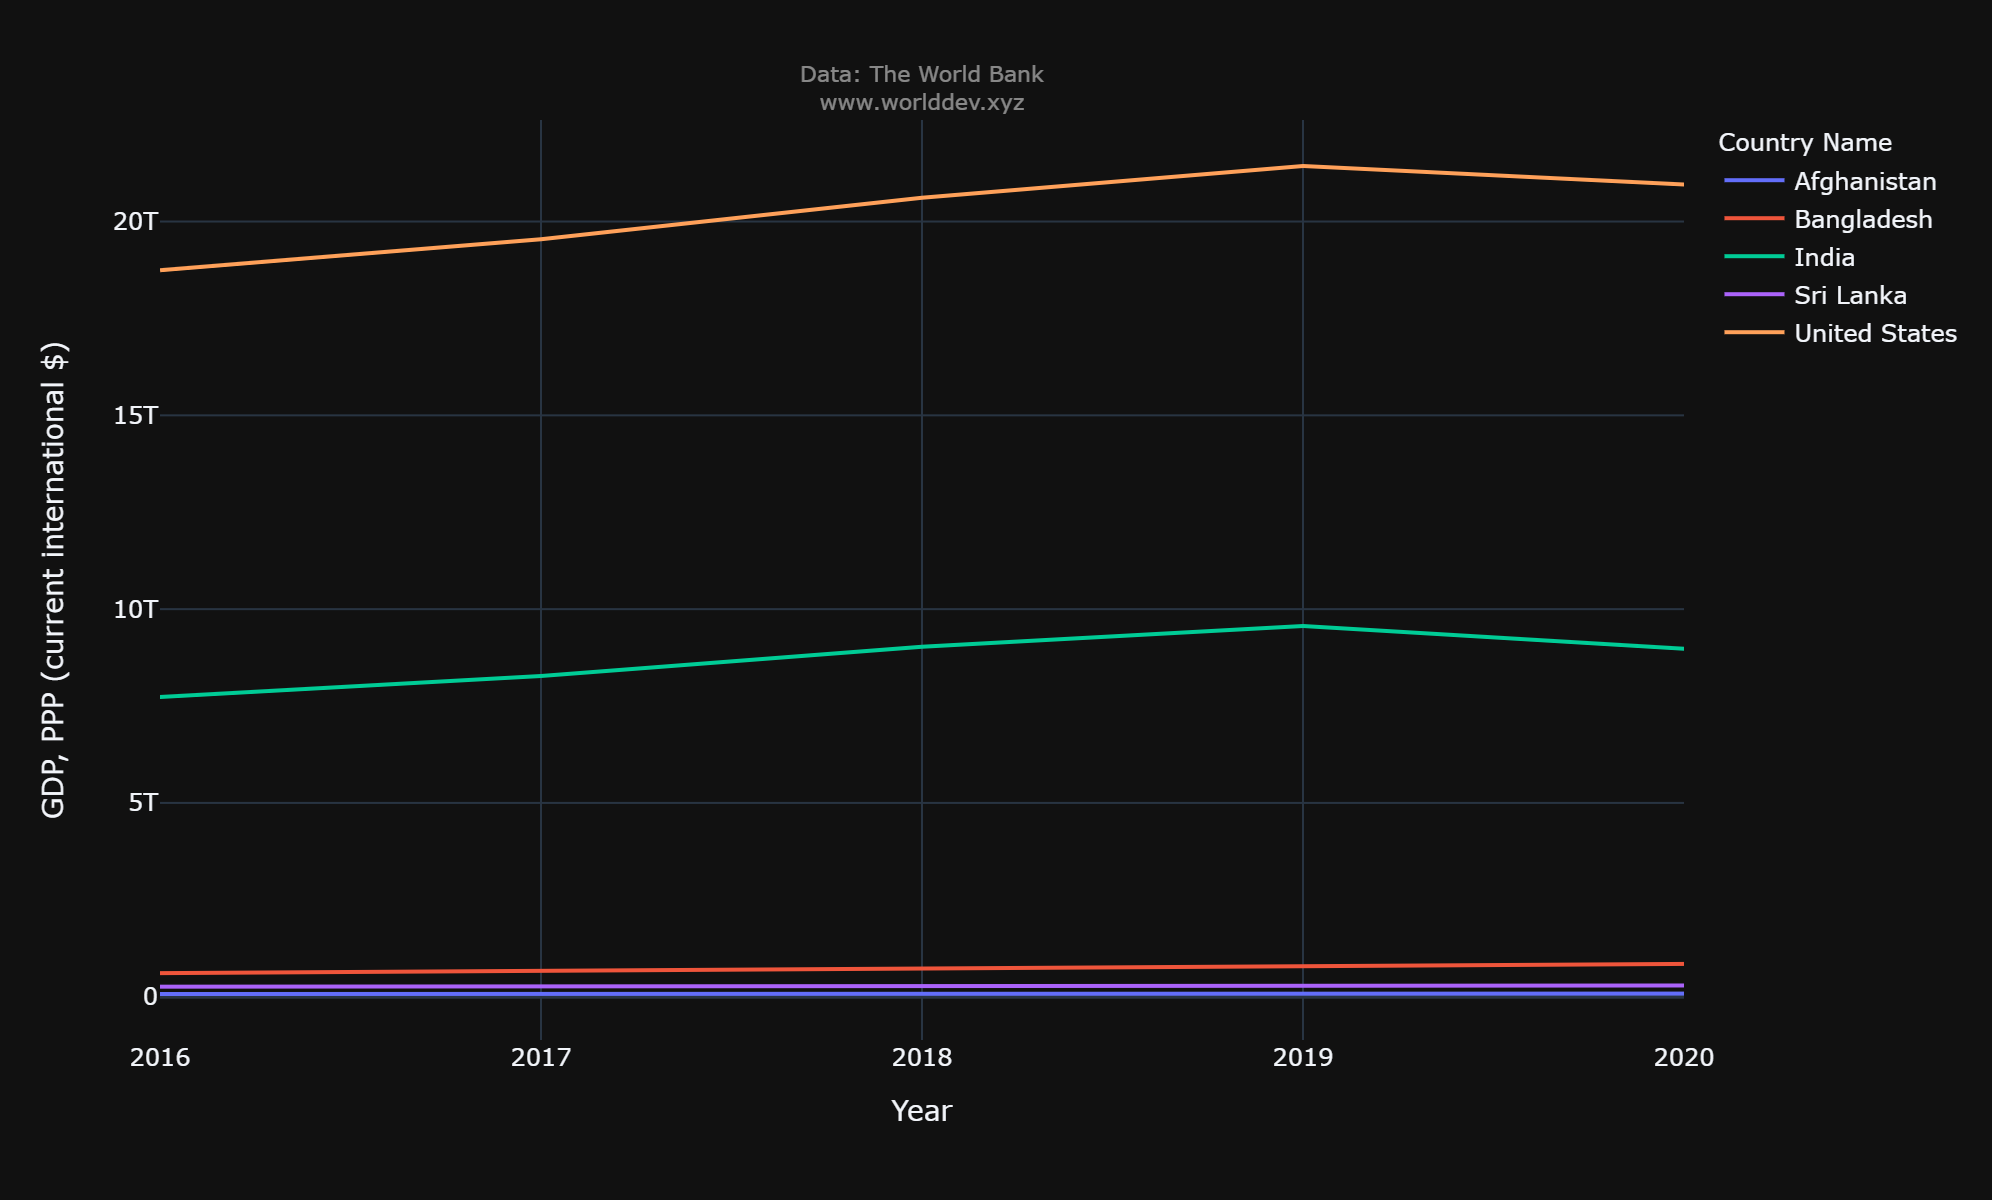 Data: The World Bank
www.worlddev.xyz
Country Name
Afghanistan
Bangladesh
India
Sri Lanka
United States
GDP, PPP (current international $)
20T
15T
10T
5T
0
2016 2017 2018 2019 2020
Year